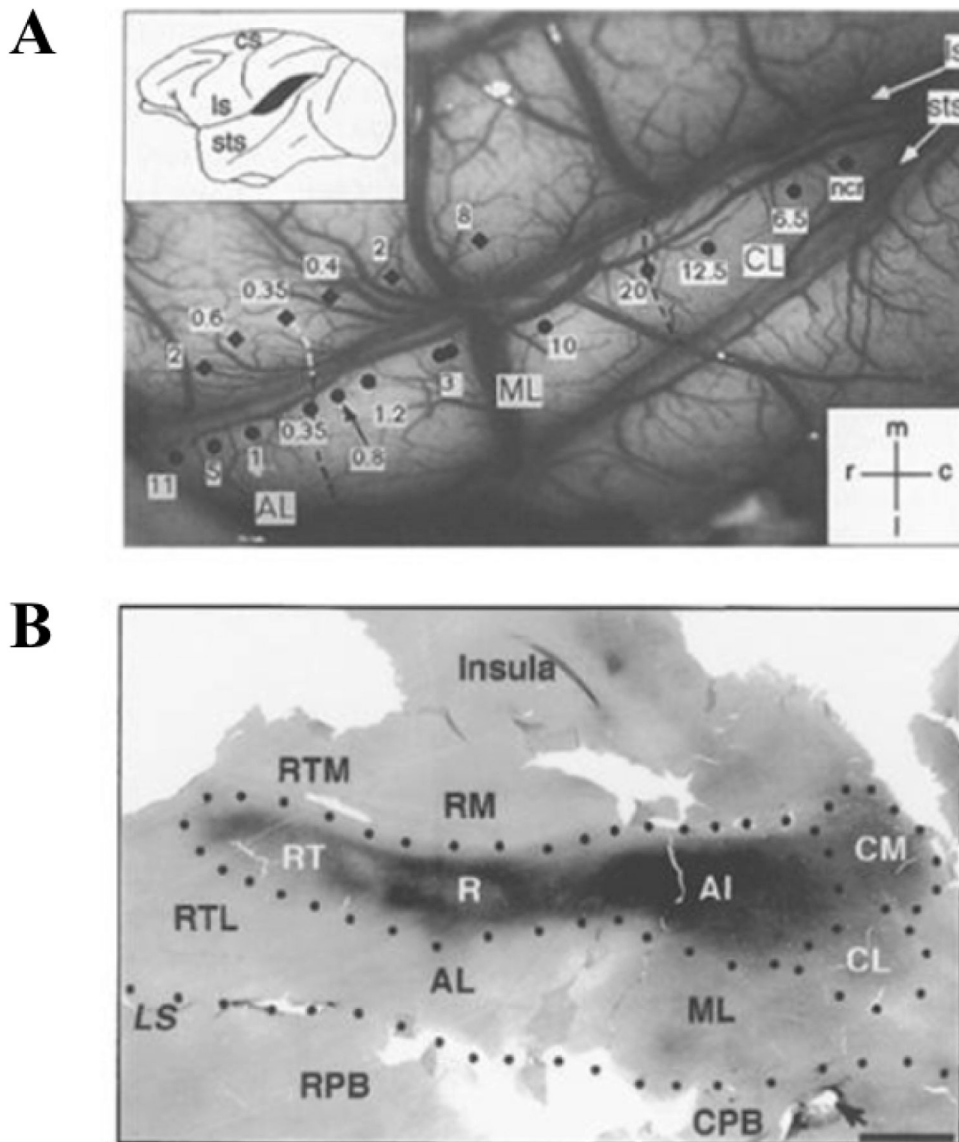 A
cs
ls
sts
ls
sts
ncr
8
6.5
2
CL
0.4
12.5
0.35
20
0.6
10
2
3
ML
1.2
0.35
0.8
1
5
11
AL
m
r c
l
B
Insula
RTM
RM
CM
RT
R
AI
RTL
CL
AL
ML
LS
RPB
CPB